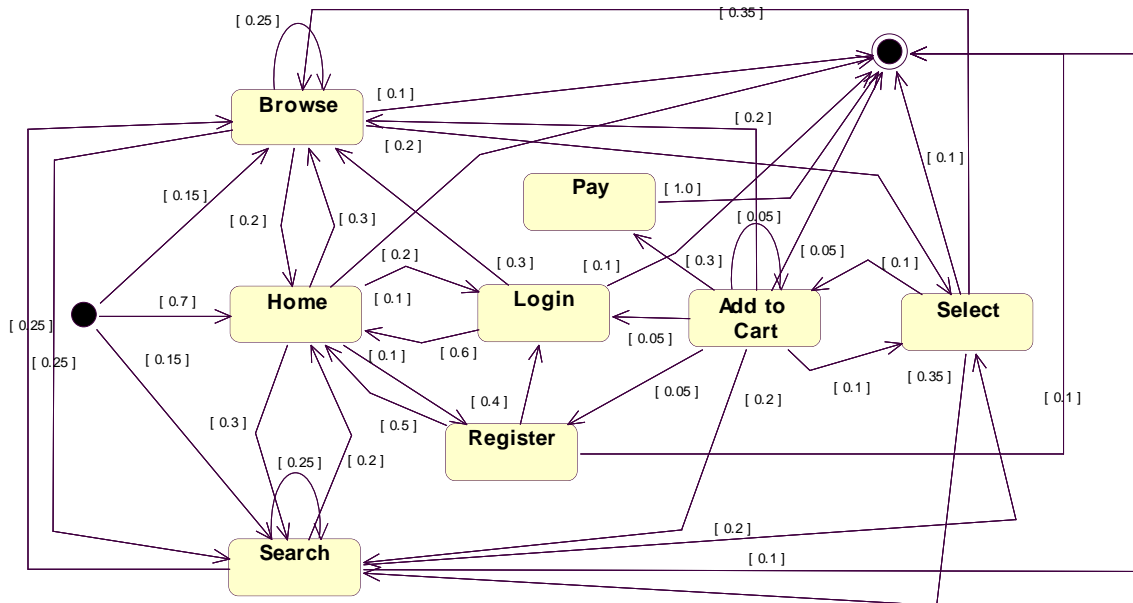 [ 0.25 ]
[ 0.35 ]
[ 0.1 ]
Browse
[ 0.2 ]
[ 0.2 ]
[ 0.1 ]
Pay
[ 1.0 ]
[ 0.15 ]
[ 0.2 ]
[ 0.3 ]
[ 0.05 ]
[ 0.05 ]
[ 0.2 ]
[ 0.3 ]
[ 0.1 ]
[ 0.3 ]
[ 0.1 ]
[ 0.7 ]
Home
[ 0.1 ]
Login
Add to
Cart
Select
[ 0.25 ]
[ 0.25 ]
[ 0.15 ]
[ 0.1 ]
[ 0.6 ]
[ 0.05 ]
[ 0.35 ]
[ 0.1 ]
[ 0.05 ]
[ 0.2 ]
[ 0.1 ]
[ 0.4 ]
[ 0.3 ]
[ 0.5 ]
Register
[ 0.25 ]
[ 0.2 ]
[ 0.2 ]
Search
[ 0.1 ]